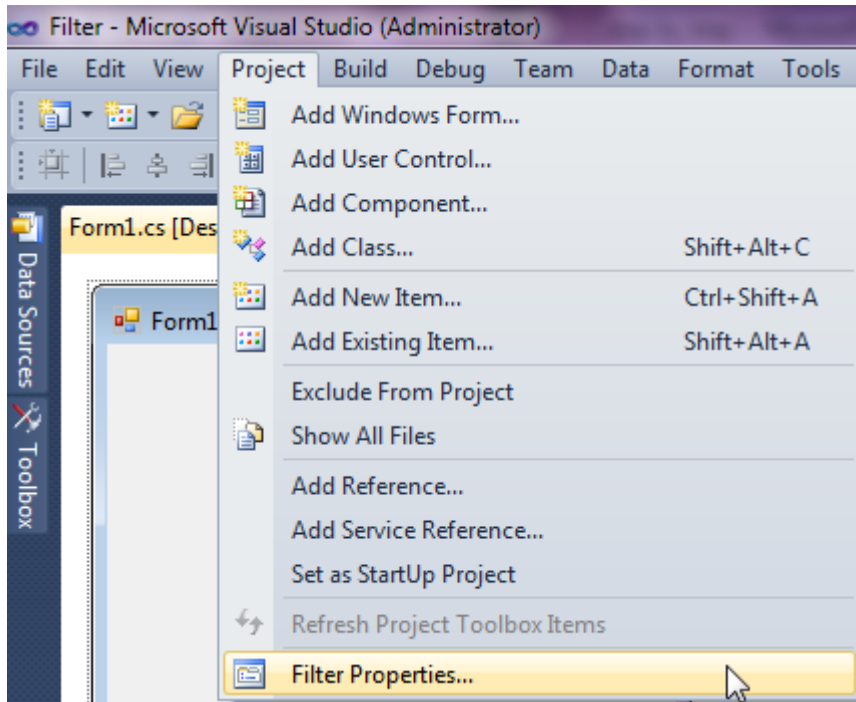 Filter - Microsoft Visual Studio (Administrator)
File Edit View Project Build Debug Team Data Format Tools
Add Windows Form...
Add User Control...
Add Component...
Add Class... Shift+Alt+C
Add New Item... Ctrl+Shift+A
Add Existing Item... Shift+Alt+A
Exclude From Project
Show All Files
Add Reference...
Add Service Reference...
Set as StartUp Project
Refresh Project Toolbox Items
Filter Properties...
Form1.cs [Des
Form1
Data Sources
Toolbox